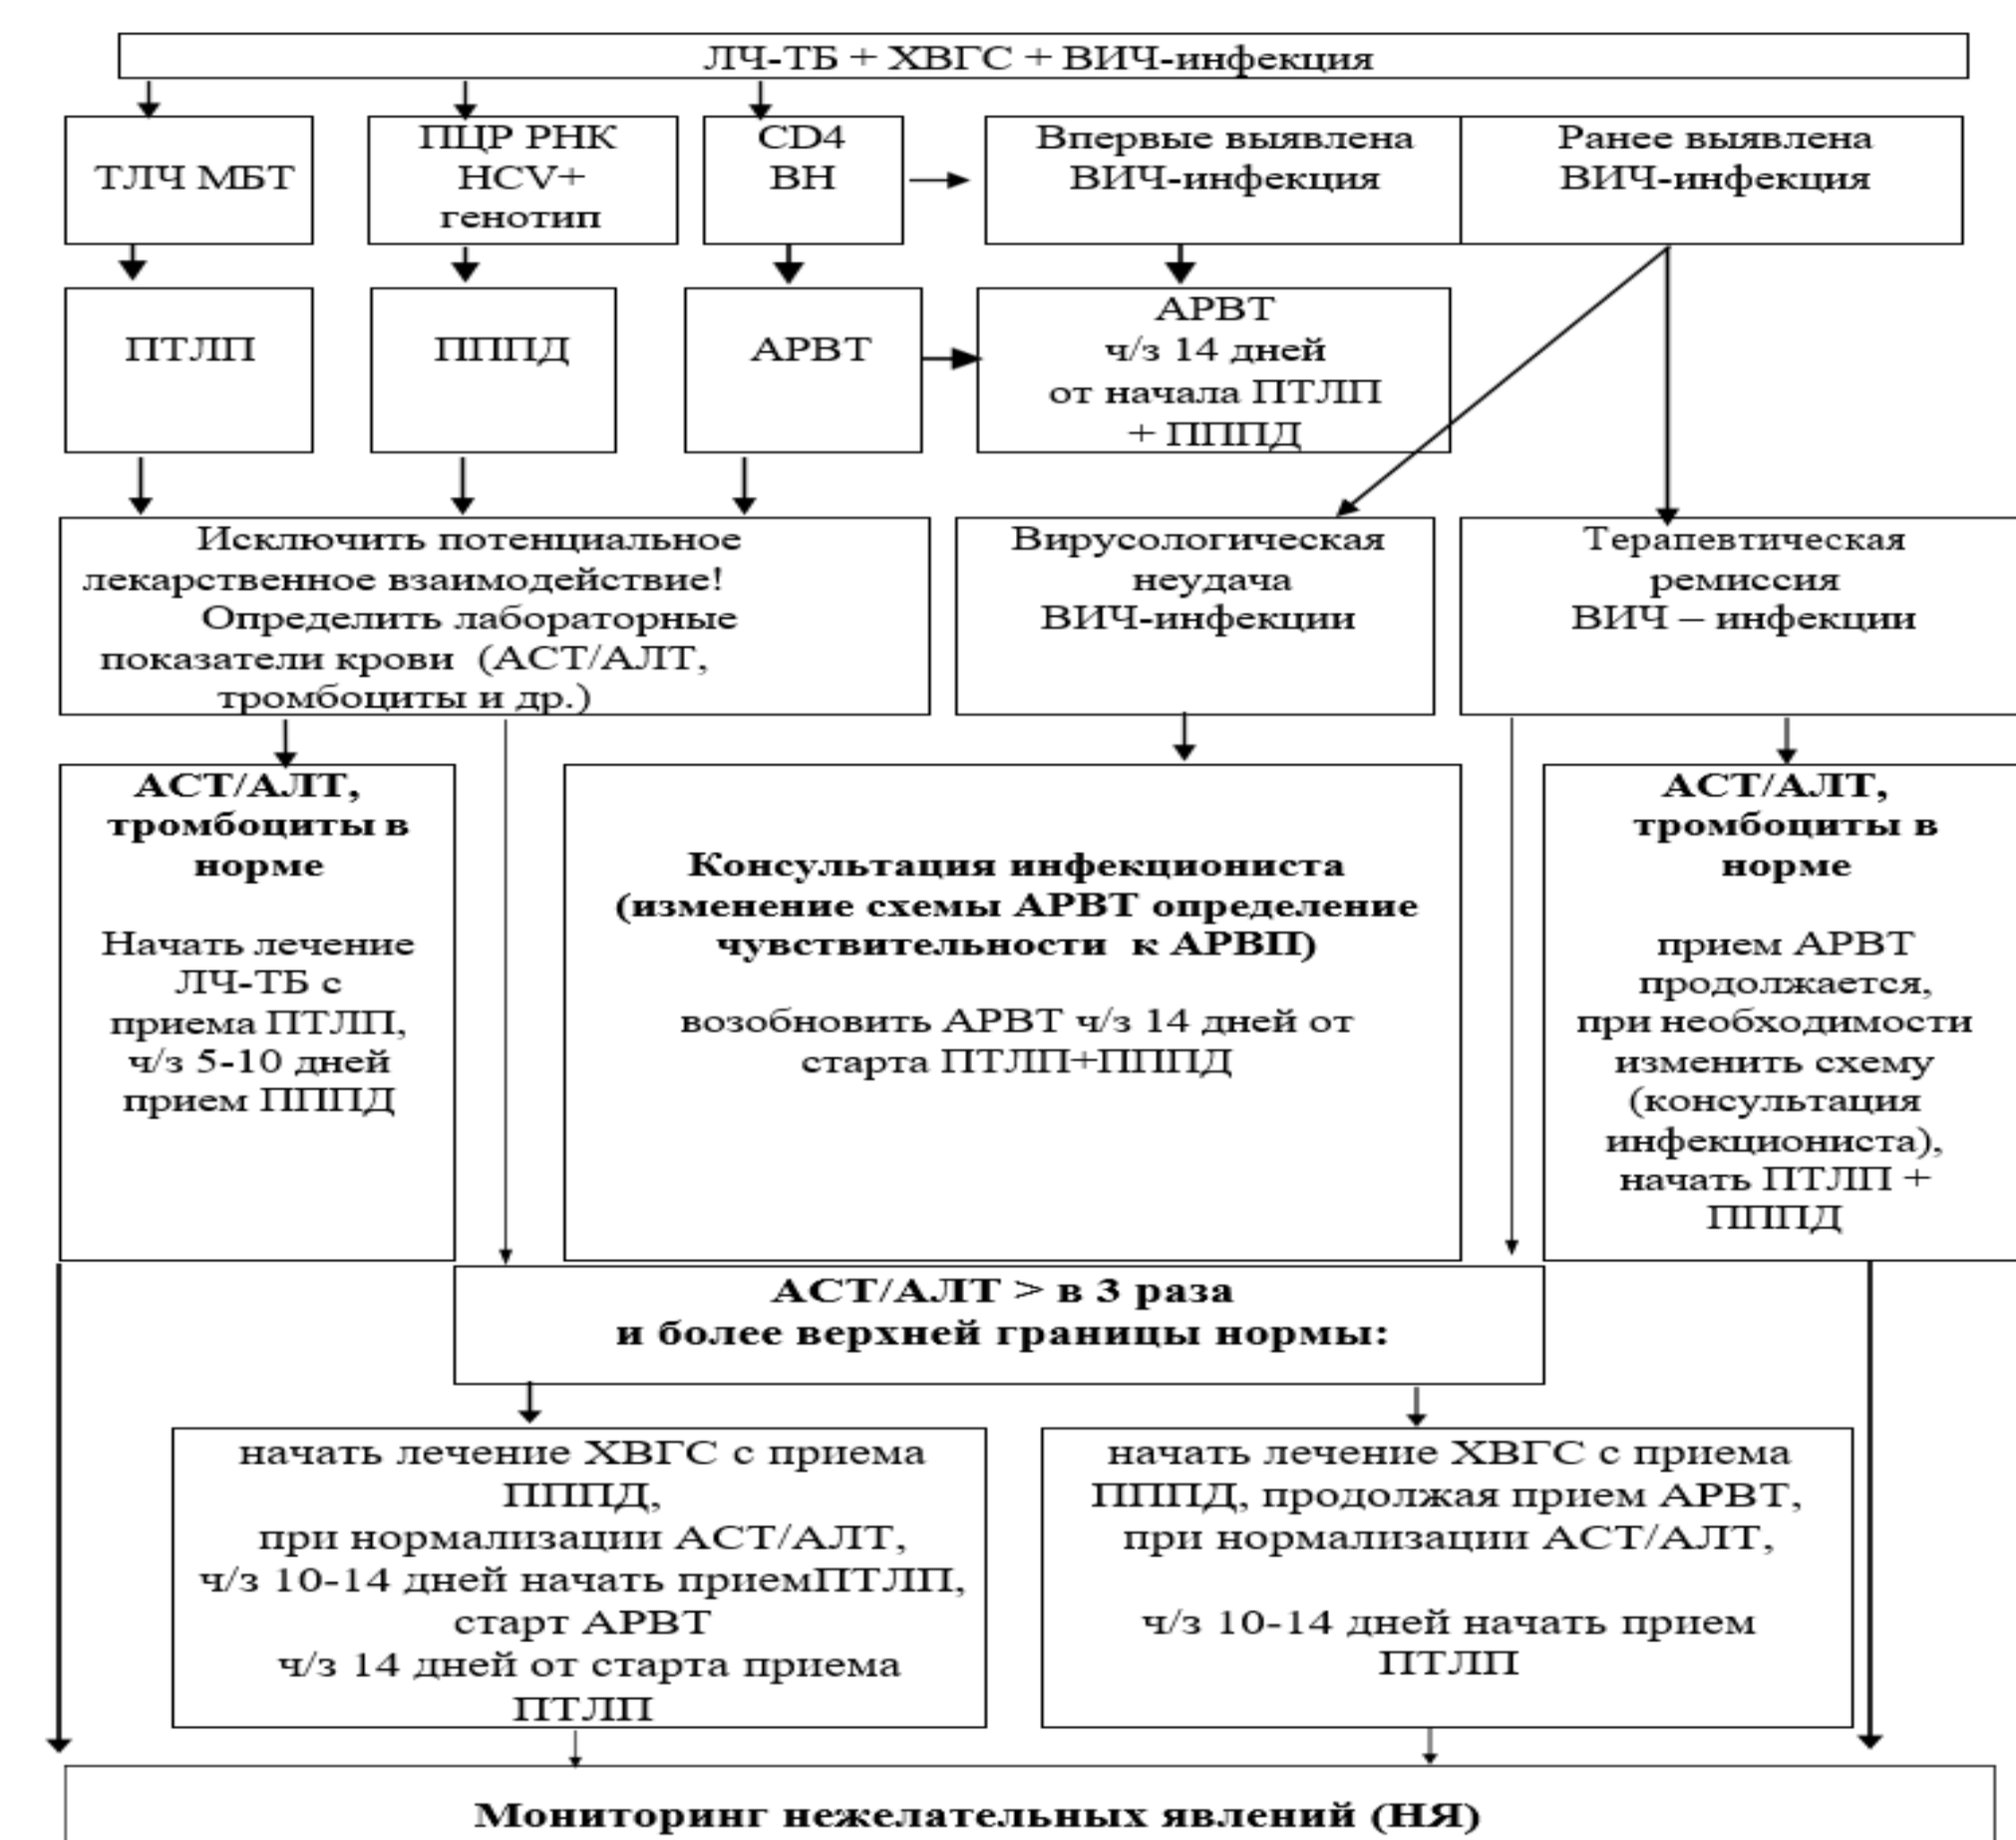 ЛЧ-ТБ + ХВГС + ВИЧ-инфекция
ТЛЧ МБТ
ПЦР РНК
HCV+
генотип
CD4
ВН
Впервые выявлена
ВИЧ-инфекция
Ранее выявлена
ВИЧ-инфекция
ПТЛП
ПППД
АРВТ
АРВТ
ч/з 14 дней
от начала ПТЛП
+ ПППД
Исключить потенциальное
лекарственное взаимодействие!
Определить лабораторные
показатели крови (АСТ/АЛТ,
тромбоциты и др.)
Вирусологическая
неудача
ВИЧ-инфекции
Терапевтическая
ремиссия
ВИЧ – инфекции
АСТ/АЛТ,
тромбоциты в
норме
Начать лечение
ЛЧ-ТБ с
приема ПТЛП,
ч/з 5-10 дней
прием ПППД
Консультация инфекциониста
(изменение схемы АРВТ определение
чувствительности к АРВП)
возобновить АРВТ ч/з 14 дней от
старта ПТЛП+ПППД
АСТ/АЛТ,
тромбоциты в
норме
прием АРВТ
продолжается,
при необходимости
изменить схему
(консультация
инфекциониста),
начать ПТЛП +
ПППД
АСТ/АЛТ > в 3 раза
и более верхней границы нормы:
начать лечение ХВГС с приема
ПППД,
при нормализации АСТ/АЛТ,
ч/з 10-14 дней начать приемПТЛП,
старт АРВТ
ч/з 14 дней от старта приема
ПТЛП
начать лечение ХВГС с приема
ПППД, продолжая прием АРВТ,
при нормализации АСТ/АЛТ,
ч/з 10-14 дней начать прием
ПТЛП
Мониторинг нежелательных явлений (НЯ)